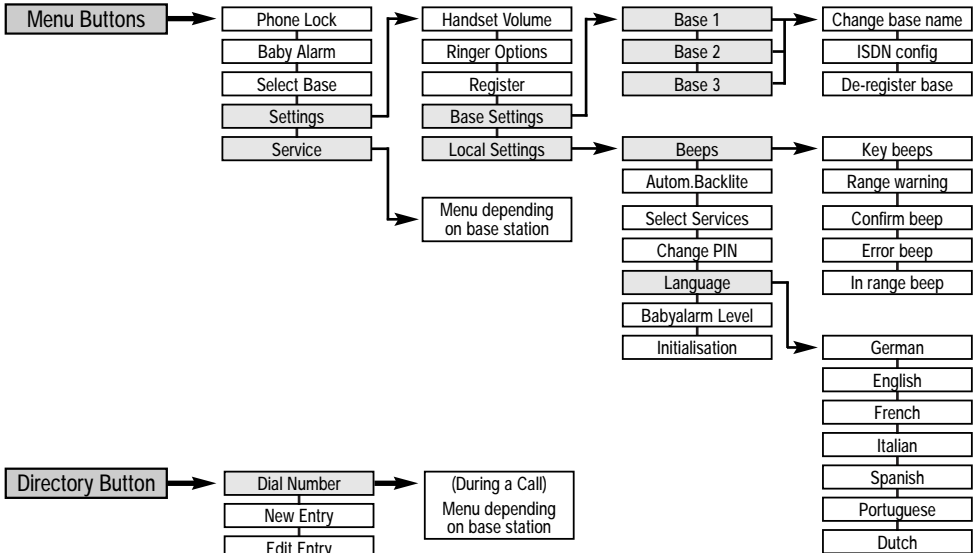 Menu Buttons
Phone Lock
Baby Alarm
Select Base
Settings
Service
Handset Volume
Ringer Options
Register
Base Settings
Local Settings
Menu depending
on base station
Base 1
Base 2
Base 3
Change base name
ISDN config
De-register base
Beeps
Autom.Backlite
Select Services
Change PIN
Language
Babyalarm Level
Initialisation
Key beeps
Range warning
Confirm beep
Error beep
In range beep
German
English
French
Italian
Spanish
Portuguese
Dutch
Directory Button
Dial Number
New Entry
Edit Entry
(During a Call)
Menu depending
on base station